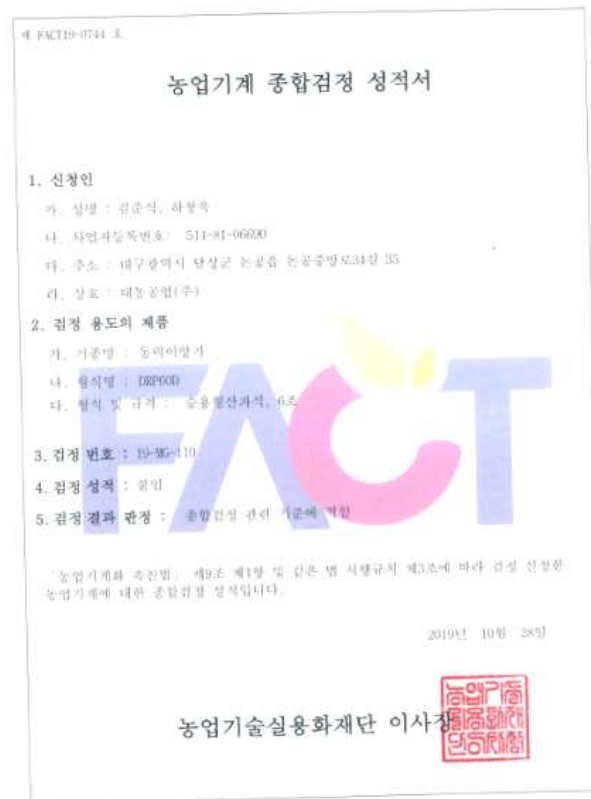 제 FACT19-0744 호
농업기계 종합검정 성적서
1. 신청인
가. 성명 : 김준식, 하창욱
나. 사업자등록번호: 514-81-06690
다. 주소 : 대구광역시 달성군 논공읍 논공중앙로34길 35
라. 상호 : 대동공업(주)
2. 검정 용도의 제품
가. 기종명 : 동력이앙기
나. 형식명 : DRP60D
다. 형식 및 규격 : 승용형산파식, 6조
3. 검정 번호 : 19-MG-110
4. 검정 성적 : 붙임
5. 검정 결과 판정 : 종합검정 관련 기준에 적합
FACT
「농업기계화 촉진법」 제9조 제1항 및 같은 법 시행규칙 제3조에 따라 검정 신청한
농업기계에 대한 종합검정 성적입니다.
2019년 10월 28일
농업기술실용화재단 이사장